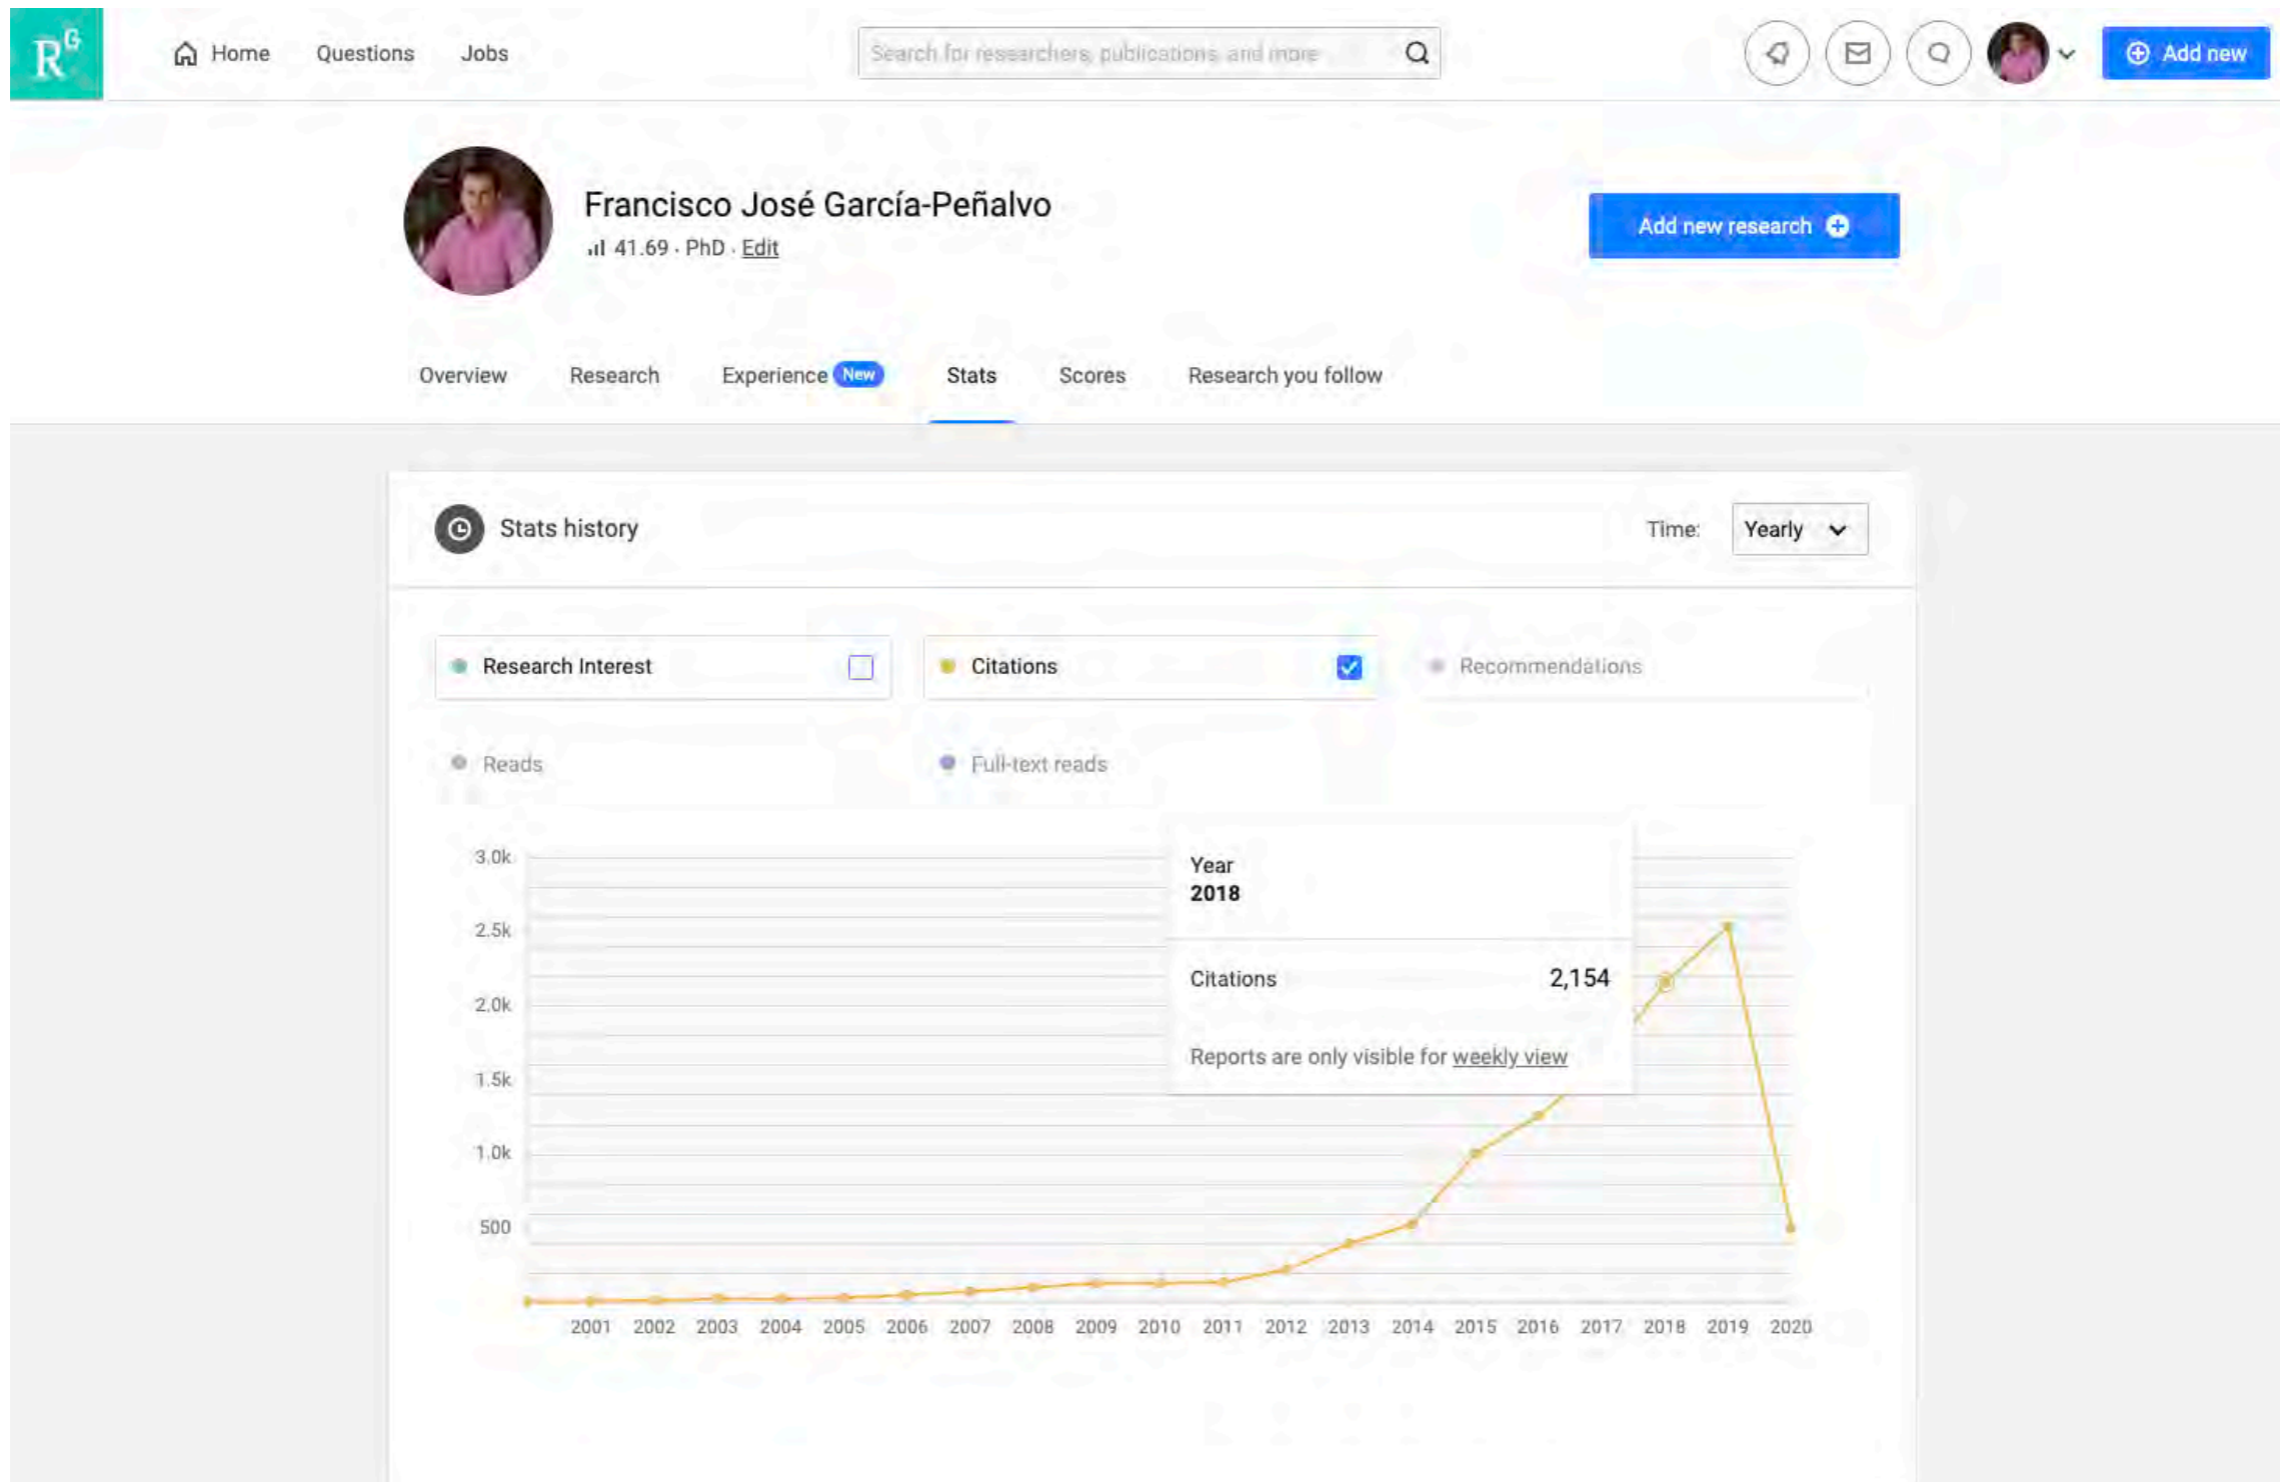 RG
Home Questions Jobs Search for researchers, publications, and more Add new
Francisco José García-Peñalvo
41.69 · PhD · Edit
Add new research
Overview Research Experience New Stats Scores Research you follow
Stats history Time: Yearly
Research Interest Citations Recommendations
Reads Full-text reads
3.0k
2.5k
2.0k
1.5k
1.0k
500
Year
2018
Citations 2,154
Reports are only visible for weekly view
2001 2002 2003 2004 2005 2006 2007 2008 2009 2010 2011 2012 2013 2014 2015 2016 2017 2018 2019 2020